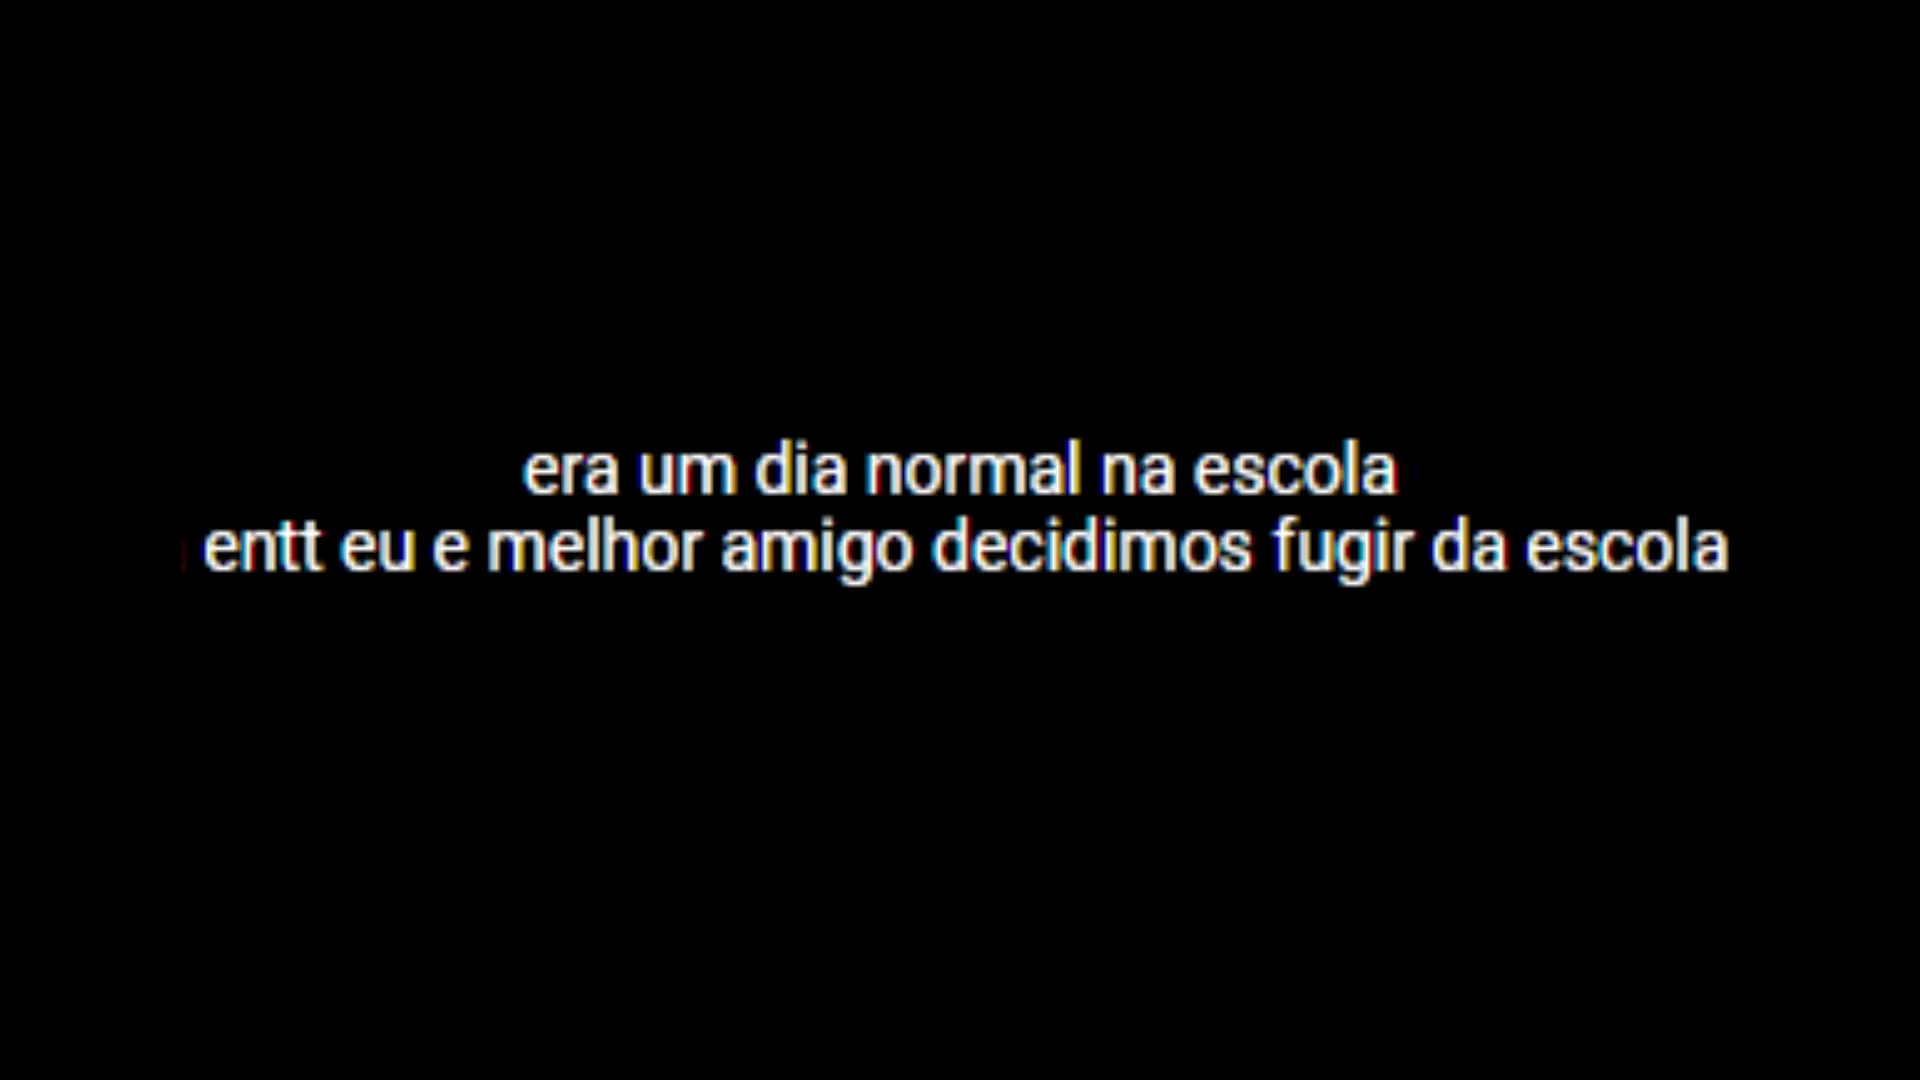 era um dia normal na escola
entt eu e melhor amigo decidimos fugir da escola